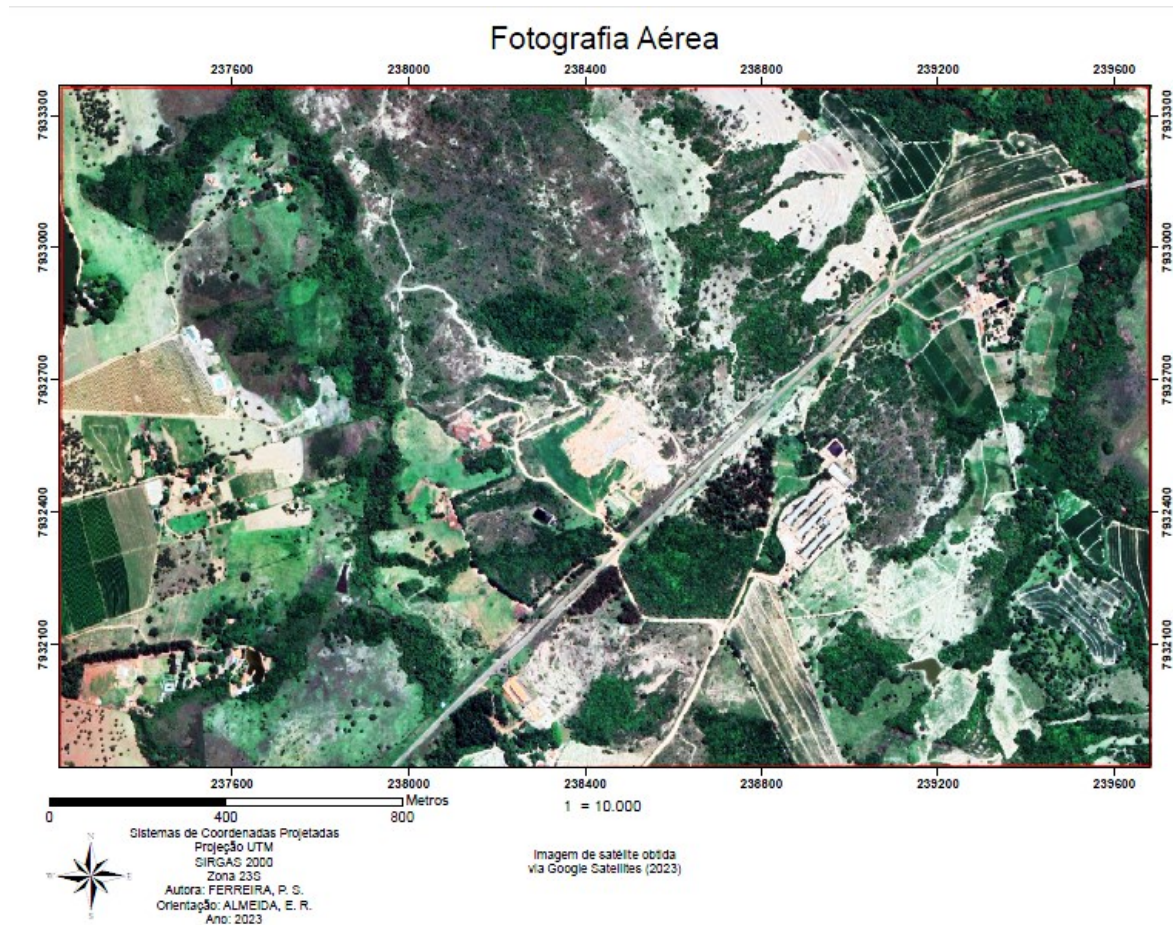 Fotografia Aérea
237600 238000 238400 238800 239200 239600
7933300 7933300
7933000 7933000
7932700 7932700
7932400 7932400
7932100 7932100
237600 238000 238400 238800 239200 239600
Metros
0 400 800
1 = 10.000
Sistemas de Coordenadas Projetadas
Projeção UTM
SIRGAS 2000
Zona 23S
Autora: FERREIRA, P. S.
Orientação: ALMEIDA, E. R.
Ano: 2023
N
W E
S
Imagem de satélite obtida
via Google Satellites (2023)